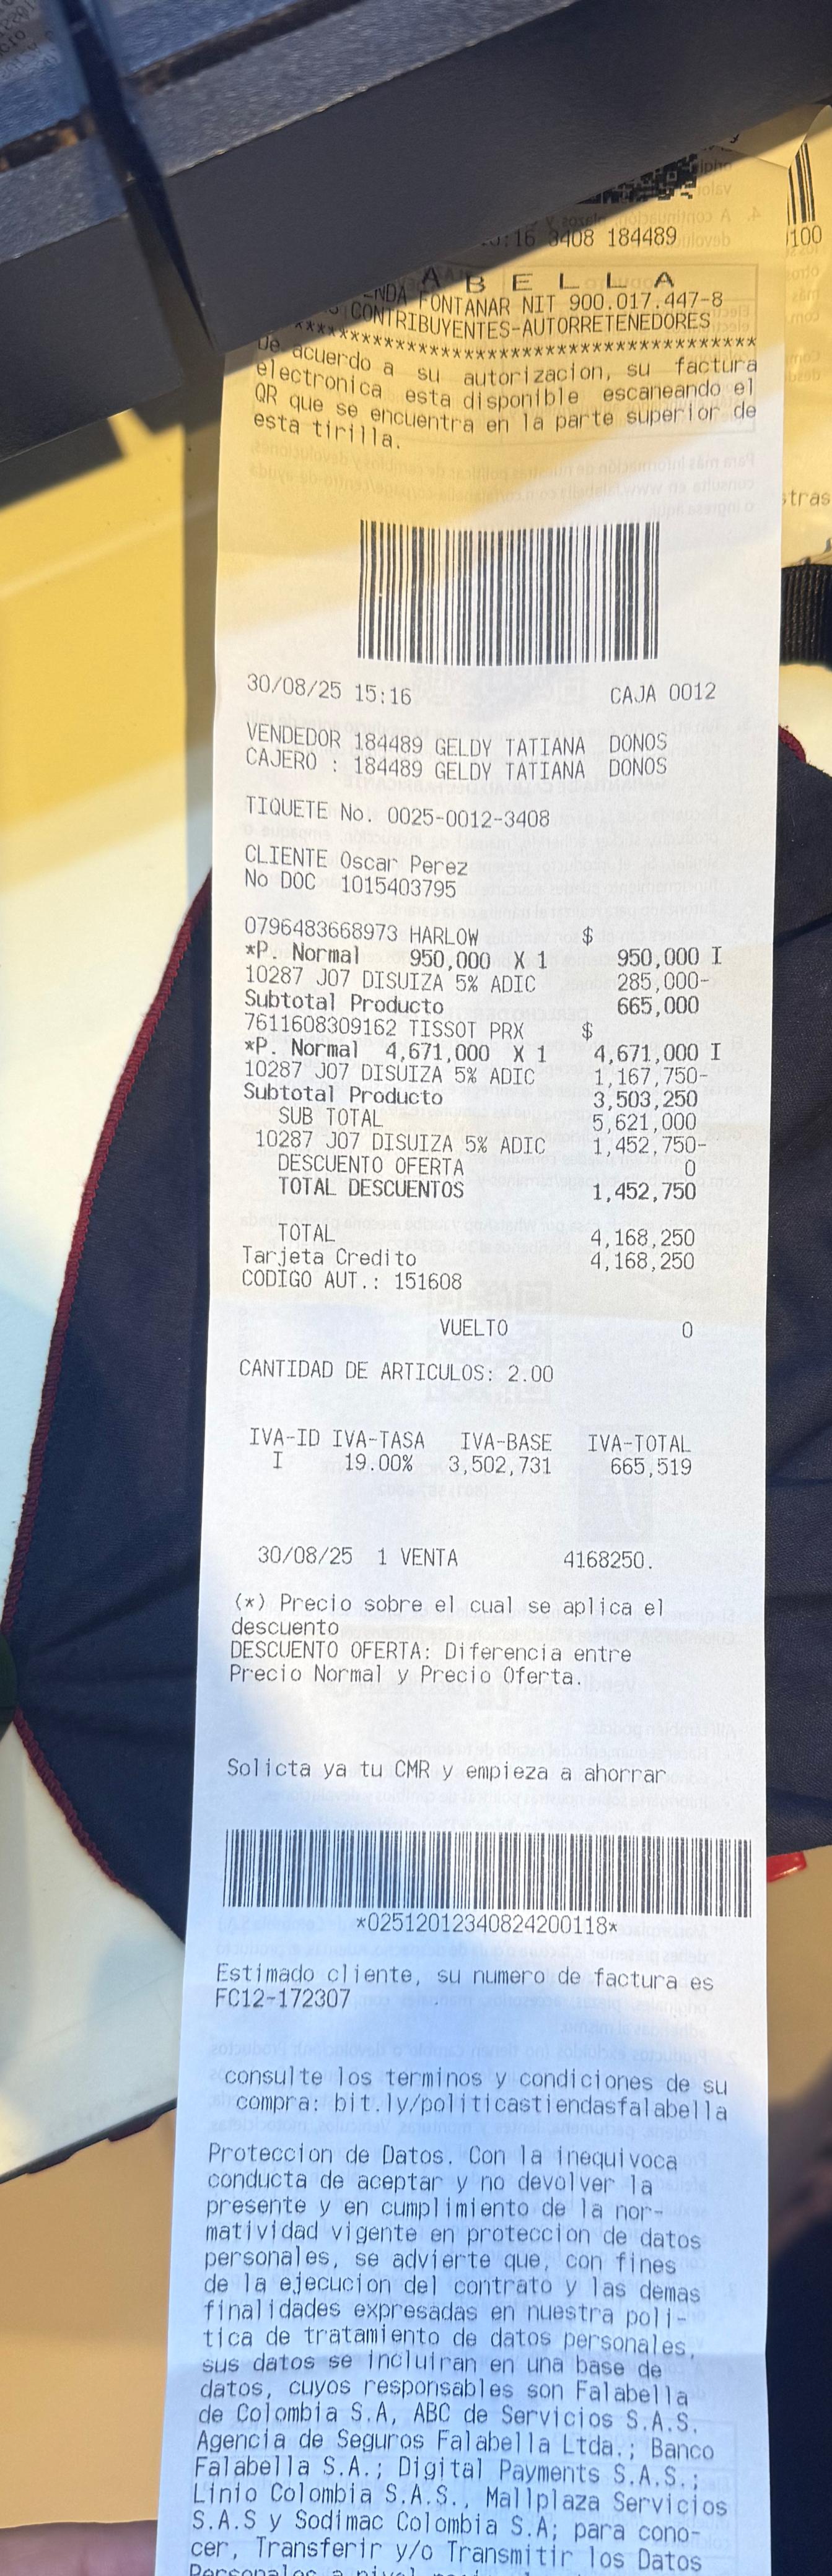 :16 3408 184489
100
A B E L L A
NDA FONTANAR NIT 900.017.447-8
CONTRIBUYENTES-AUTORRETENEDORES
****************************************
De acuerdo a su autorizacion, su factura
electronica esta disponible escaneando el
QR que se encuentra en la parte superior de
esta tirilla.
stras
30/08/25 15:16 CAJA 0012
VENDEDOR 184489 GELDY TATIANA DONOS
CAJERO : 184489 GELDY TATIANA DONOS
TIQUETE No. 0025-0012-3408
CLIENTE Oscar Perez
No DOC 1015403795
0796483668973 HARLOW $
*P. Normal 950,000 X 1 950,000 I
10287 J07 DISUIZA 5% ADIC 285,000-
Subtotal Producto 665,000
7611608309162 TISSOT PRX $
*P. Normal 4,671,000 X 1 4,671,000 I
10287 J07 DISUIZA 5% ADIC 1,167,750-
Subtotal Producto 3,503,250
SUB TOTAL 5,621,000
10287 J07 DISUIZA 5% ADIC 1,452,750-
DESCUENTO OFERTA 0
TOTAL DESCUENTOS 1,452,750
TOTAL 4,168,250
Tarjeta Credito 4,168,250
CODIGO AUT.: 151608
VUELTO 0
CANTIDAD DE ARTICULOS: 2.00
IVA-ID IVA-TASA IVA-BASE IVA-TOTAL
I 19.00% 3,502,731 665,519
30/08/25 1 VENTA 4168250.
(*) Precio sobre el cual se aplica el
descuento
DESCUENTO OFERTA: Diferencia entre
Precio Normal y Precio Oferta.
Solicta ya tu CMR y empieza a ahorrar
*02512012340824200118*
Estimado cliente, su numero de factura es
FC12-172307
consulte los terminos y condiciones de su
compra: bit.ly/politicastiendasfalabella
Proteccion de Datos. Con la inequivoca
conducta de aceptar y no devolver la
presente y en cumplimiento de la nor-
matividad vigente en proteccion de datos
personales, se advierte que, con fines
de la ejecucion del contrato y las demas
finalidades expresadas en nuestra poli-
tica de tratamiento de datos personales,
sus datos se incluiran en una base de
datos, cuyos responsables son Falabella
de Colombia S.A, ABC de Servicios S.A.S.
Agencia de Seguros Falabella Ltda.; Banco
Falabella S.A.; Digital Payments S.A.S.;
Linio Colombia S.A.S., Mallplaza Servicios
S.A.S y Sodimac Colombia S.A; para cono-
cer, Transferir y/o Transmitir los Datos